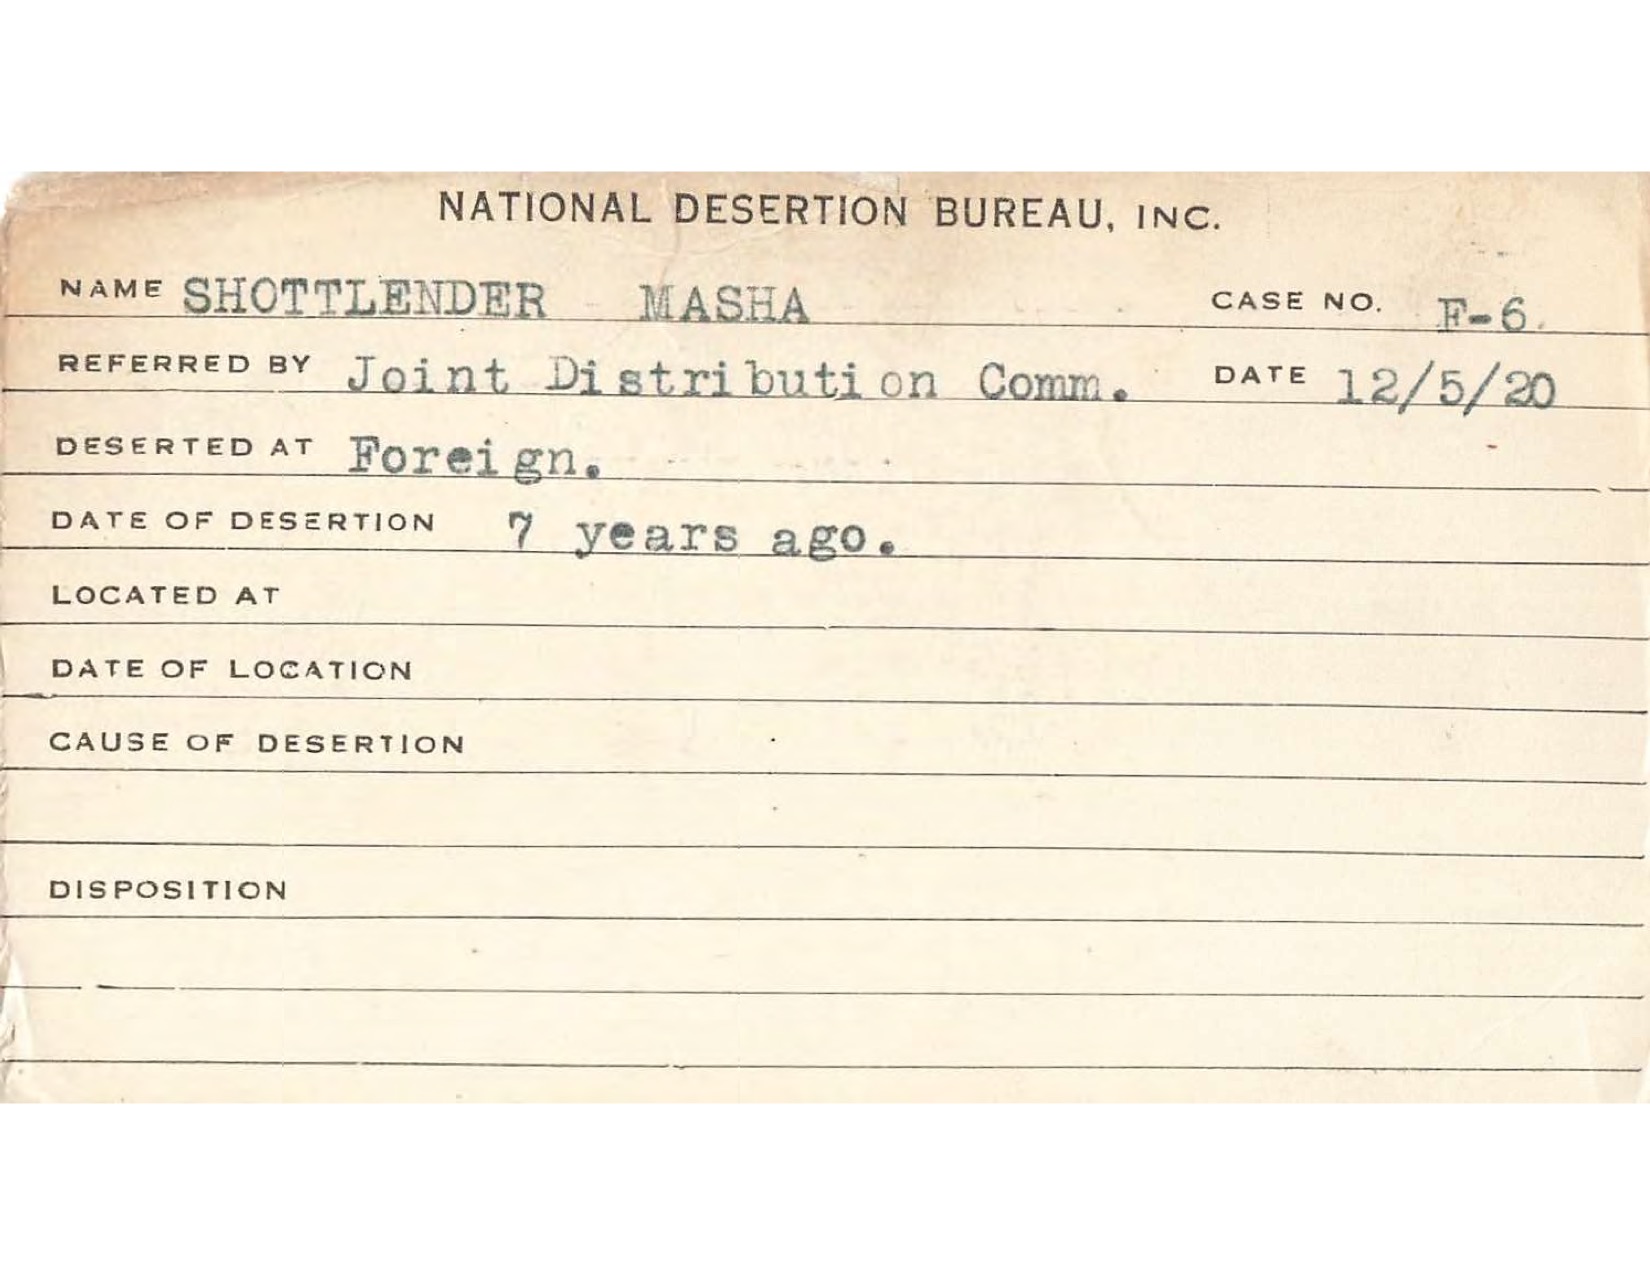 NATIONAL DESERTION BUREAU, INC.
NAME SHOTTLENDER MASHA CASE NO. F-6.
REFERRED BY Joint Distribution Comm. DATE 12/5/20
DESERTED AT Foreign.
DATE OF DESERTION 7 years ago.
LOCATED AT
DATE OF LOCATION
CAUSE OF DESERTION
DISPOSITION